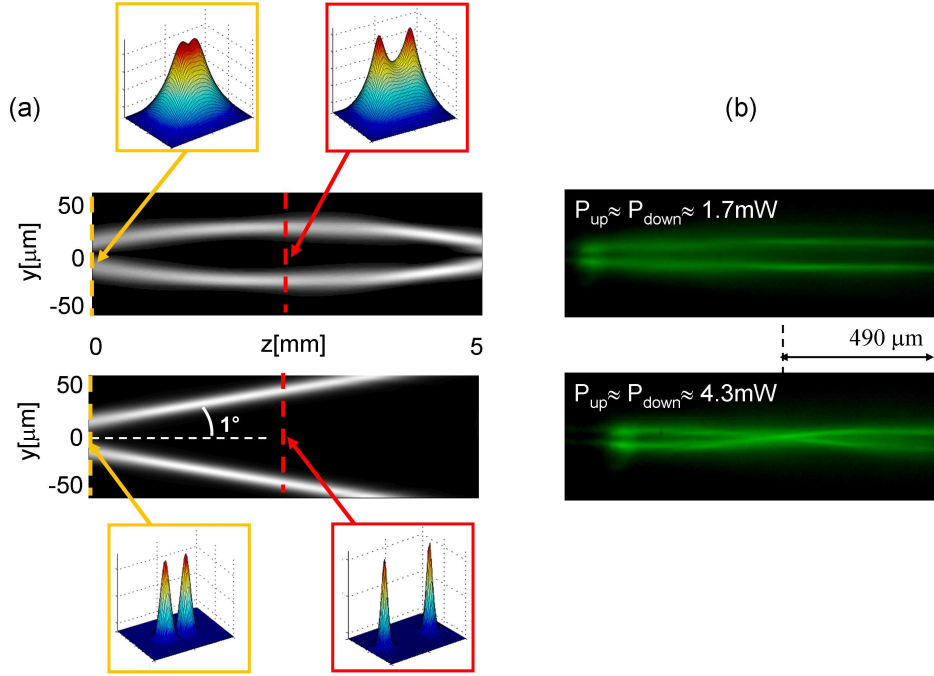 (a)
(b)
50
0
-50
y[μm]
0
z[mm]
5
50
0
-50
y[μm]
1°
P_up ≈ P_down ≈ 1.7mW
490 μm
P_up ≈ P_down ≈ 4.3mW